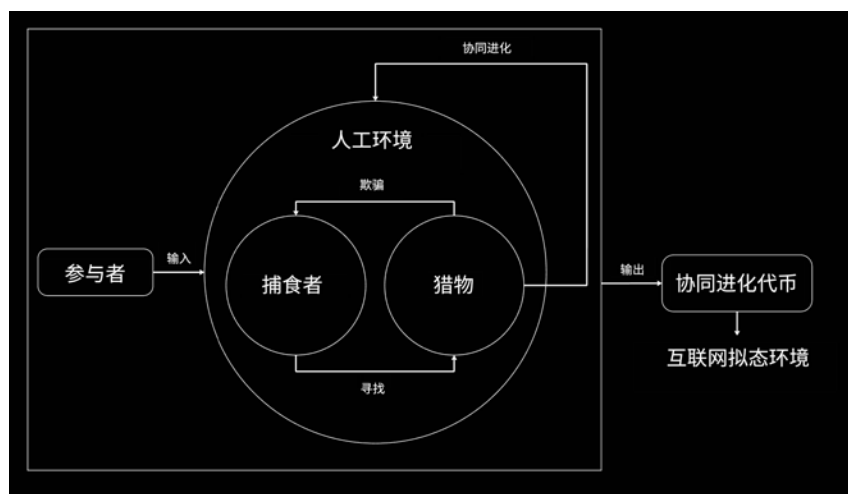 协同进化
人工环境
欺骗
参与者
输入
捕食者
猎物
输出
协同进化代币
互联网拟态环境
寻找